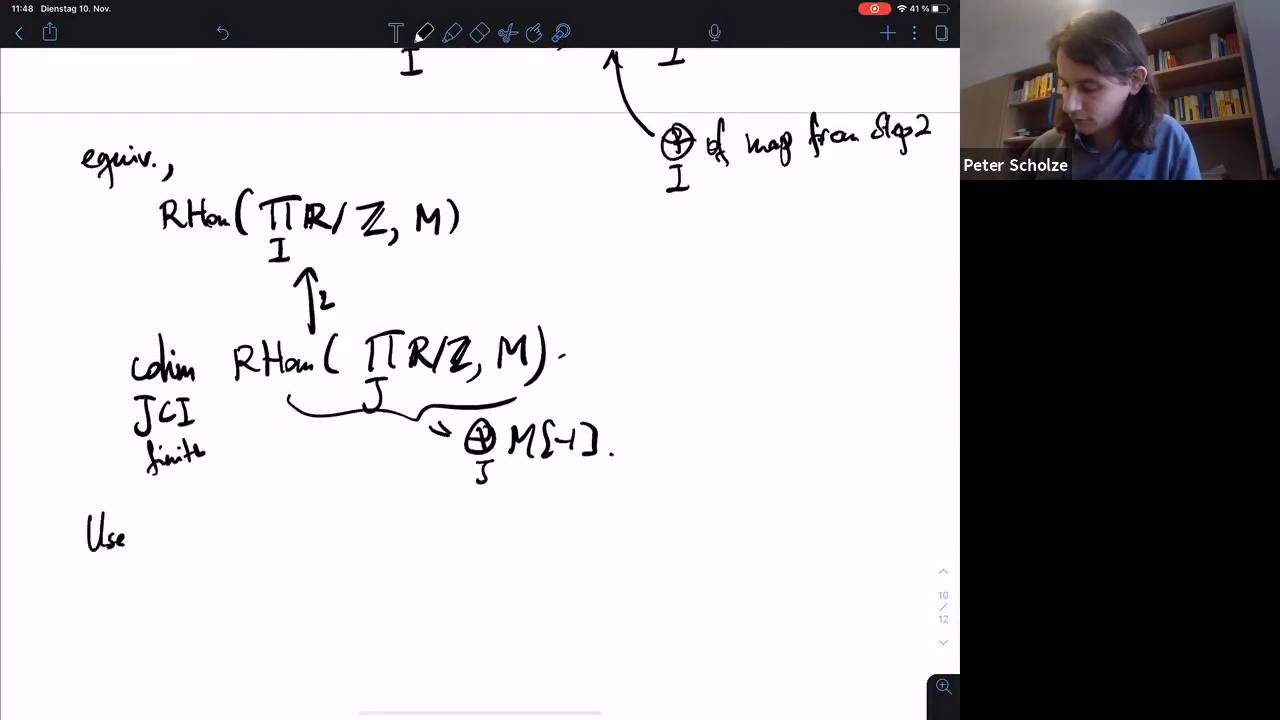 11:48 Dienstag 10. Nov.
41 %
T
I
I
⊕ of map from Step 2
I
Peter Scholze
equiv.,
RHom(∏ R/Z, M)
I
↑ ≀
colim RHom( ∏ R/Z, M) .
J⊂I
J
finite
⊕ M[-1].
J
Use
10
/
12